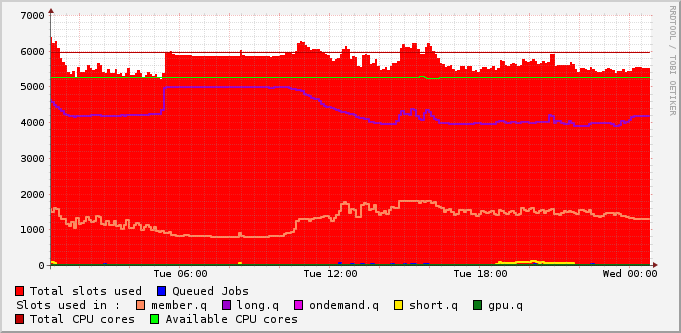 7000
6000
5000
4000
3000
2000
1000
0
Tue 06:00 Tue 12:00 Tue 18:00 Wed 00:00
RRDTOOL / TOBI OETIKER
Total slots used Queued Jobs
Slots used in : member.q long.q ondemand.q short.q gpu.q
Total CPU cores Available CPU cores